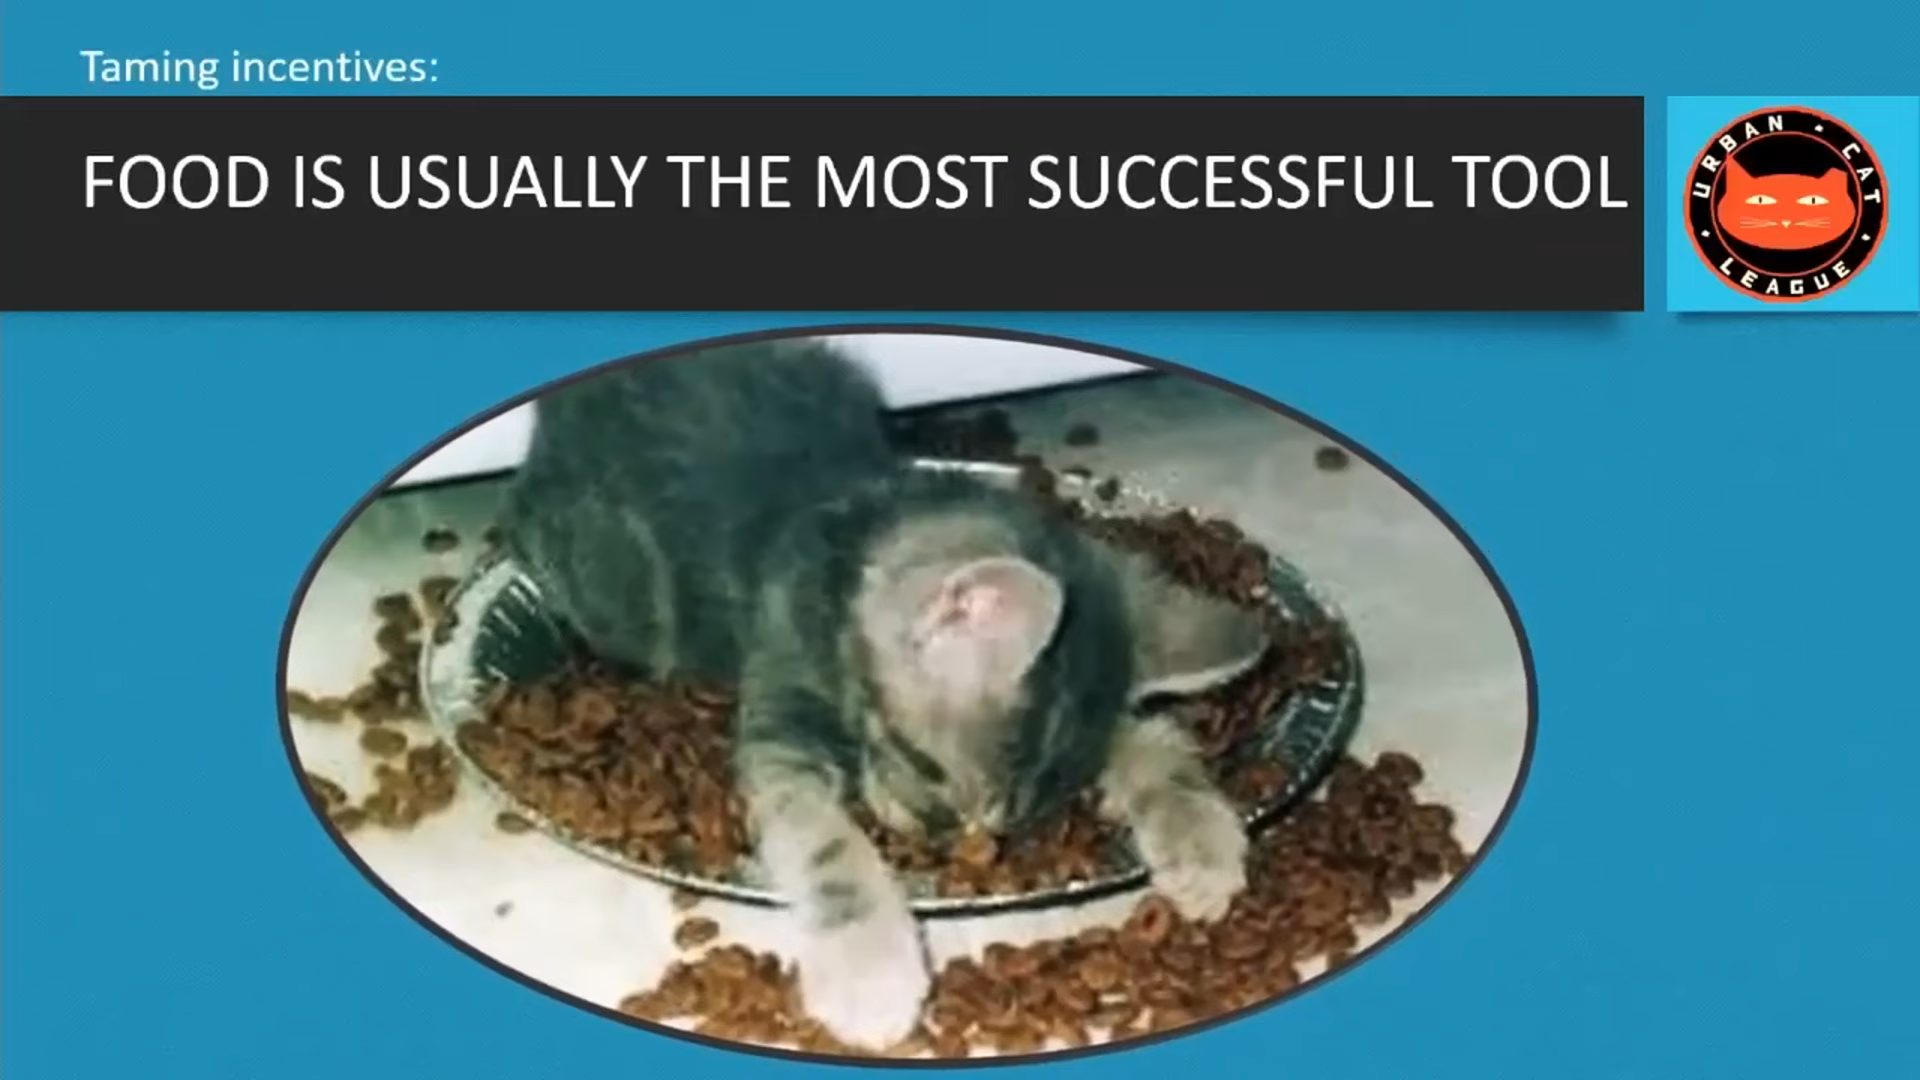 Taming incentives:
FOOD IS USUALLY THE MOST SUCCESSFUL TOOL
URBAN • CAT • LEAGUE •